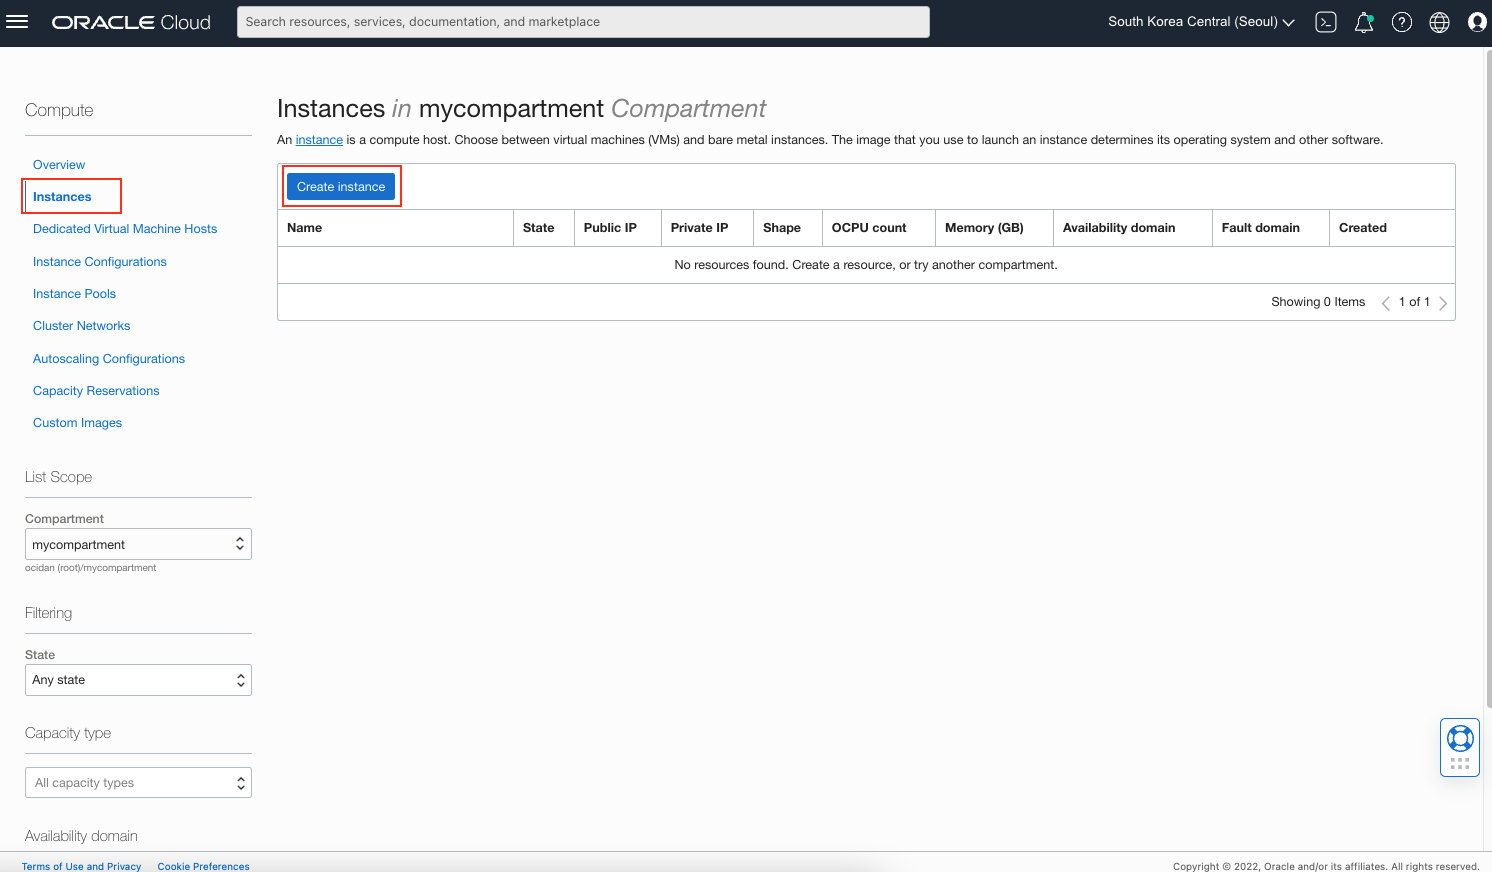 ORACLE Cloud
Search resources, services, documentation, and marketplace
South Korea Central (Seoul)
Compute
Overview
Instances
Dedicated Virtual Machine Hosts
Instance Configurations
Instance Pools
Cluster Networks
Autoscaling Configurations
Capacity Reservations
Custom Images
List Scope
Compartment
mycompartment
ocidan (root)/mycompartment
Filtering
State
Any state
Capacity type
All capacity types
Availability domain
Instances in mycompartment Compartment
An instance is a compute host. Choose between virtual machines (VMs) and bare metal instances. The image that you use to launch an instance determines its operating system and other software.
Create instance
Name State Public IP Private IP Shape OCPU count Memory (GB) Availability domain Fault domain Created
No resources found. Create a resource, or try another compartment.
Showing 0 Items 1 of 1
Terms of Use and Privacy Cookie Preferences
Copyright © 2022, Oracle and/or its affiliates. All rights reserved.